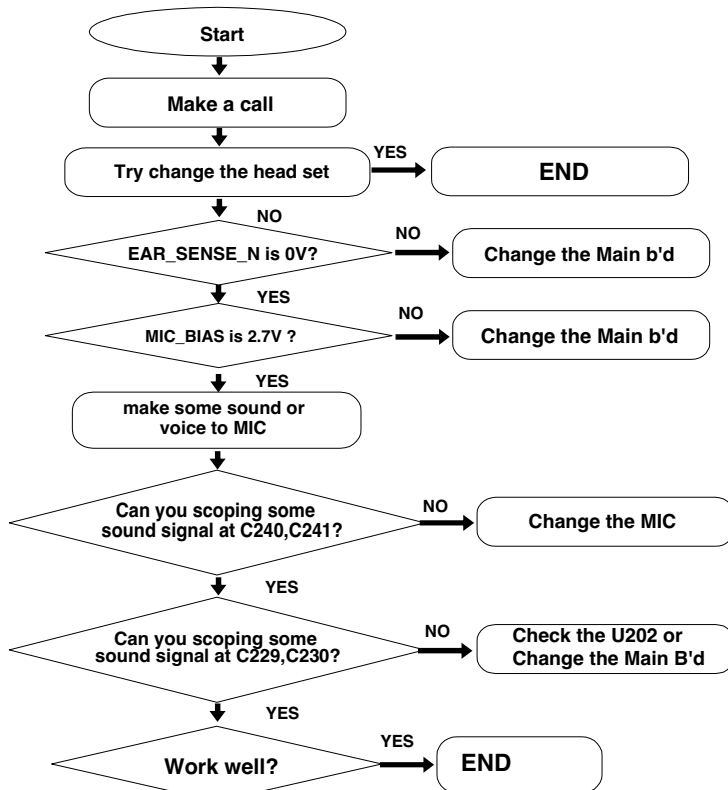 Start
Make a call
Try change the head set
YES
END
NO
EAR_SENSE_N is 0V?
NO
Change the Main b'd
YES
MIC_BIAS is 2.7V ?
NO
Change the Main b'd
YES
make some sound or
voice to MIC
Can you scoping some
sound signal at C240,C241?
NO
Change the MIC
YES
Can you scoping some
sound signal at C229,C230?
NO
Check the U202 or
Change the Main B'd
YES
Work well?
YES
END